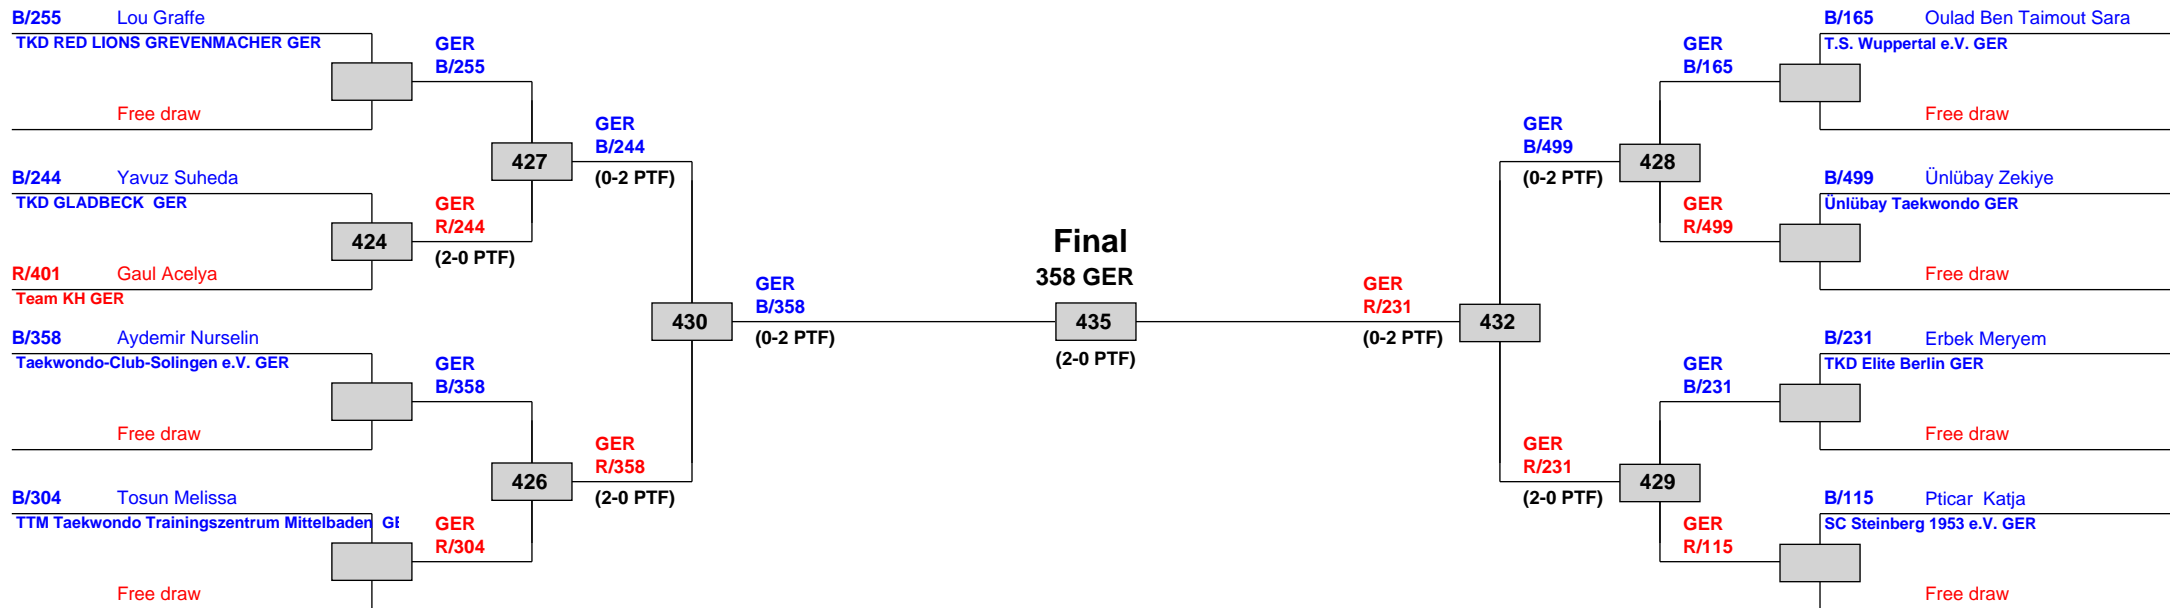 B/255 Lou Graffe
TKD RED LIONS GREVENMACHER GER
Free draw
GER
B/255
B/244 Yavuz Suheda
TKD GLADBECK GER
R/401 Gaul Acelya
Team KH GER
424
GER
R/244
(2-0 PTF)
427
GER
B/244
(0-2 PTF)
B/358 Aydemir Nurselin
Taekwondo-Club-Solingen e.V. GER
Free draw
GER
B/358
B/304 Tosun Melissa
TTM Taekwondo Trainingszentrum Mittelbaden GE
Free draw
GER
R/304
426
GER
R/358
(2-0 PTF)
430
GER
B/358
(0-2 PTF)
Final
358 GER
435
(2-0 PTF)
GER
R/231
(0-2 PTF)
432
GER
B/499
(0-2 PTF)
428
GER
B/165
B/165 Oulad Ben Taimout Sara
T.S. Wuppertal e.V. GER
Free draw
GER
R/499
B/499 Ünlübay Zekiye
Ünlübay Taekwondo GER
Free draw
GER
R/231
(2-0 PTF)
429
GER
B/231
B/231 Erbek Meryem
TKD Elite Berlin GER
Free draw
GER
R/115
B/115 Pticar Katja
SC Steinberg 1953 e.V. GER
Free draw